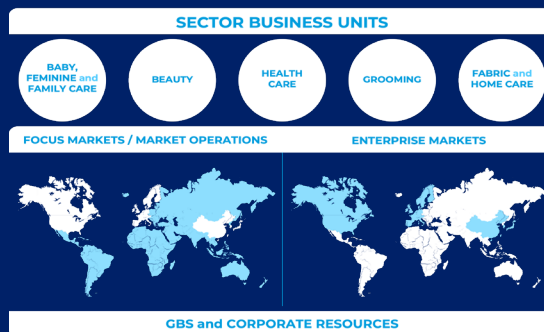 SECTOR BUSINESS UNITS
BABY,
FEMININE and
FAMILY CARE
BEAUTY
HEALTH
CARE
GROOMING
FABRIC and
HOME CARE
FOCUS MARKETS / MARKET OPERATIONS
ENTERPRISE MARKETS
GBS and CORPORATE RESOURCES